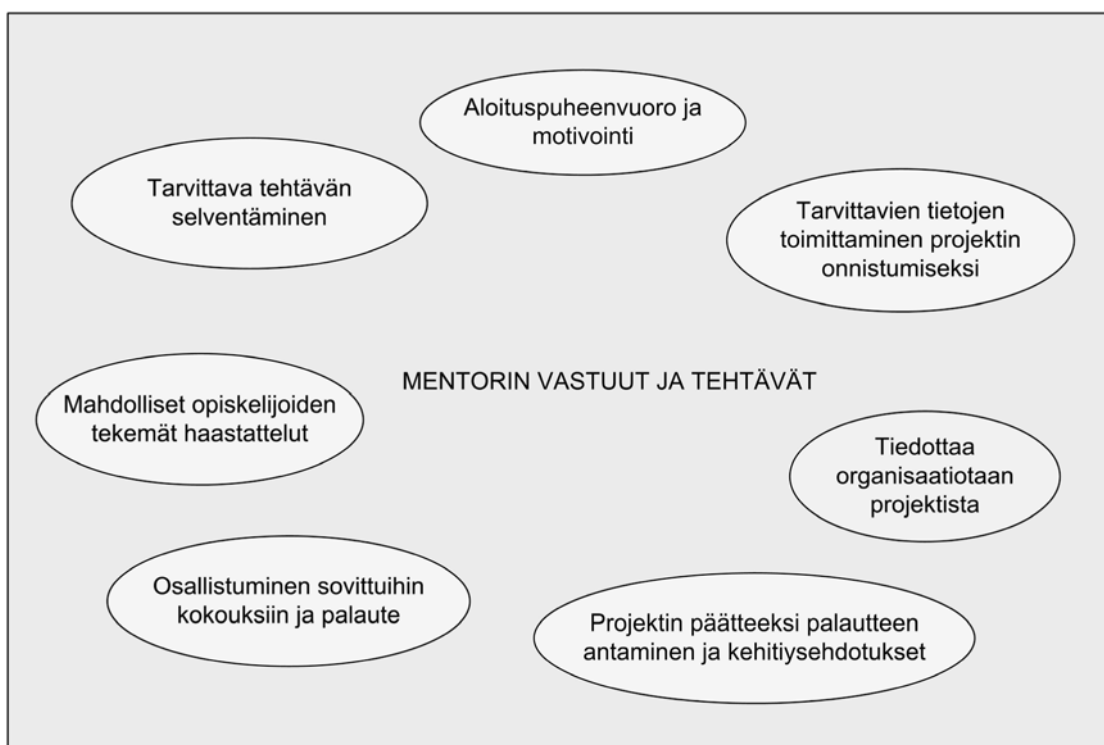 Aloituspuheenvuoro ja
motivointi
Tarvittava tehtävän
selventäminen
Tarvittavien tietojen
toimittaminen projektin
onnistumiseksi
MENTORIN VASTUUT JA TEHTÄVÄT
Mahdolliset opiskelijoiden
tekemät haastattelut
Tiedottaa
organisaatiotaan
projektista
Osallistuminen sovittuihin
kokouksiin ja palaute
Projektin päätteeksi palautteen
antaminen ja kehitiysehdotukset